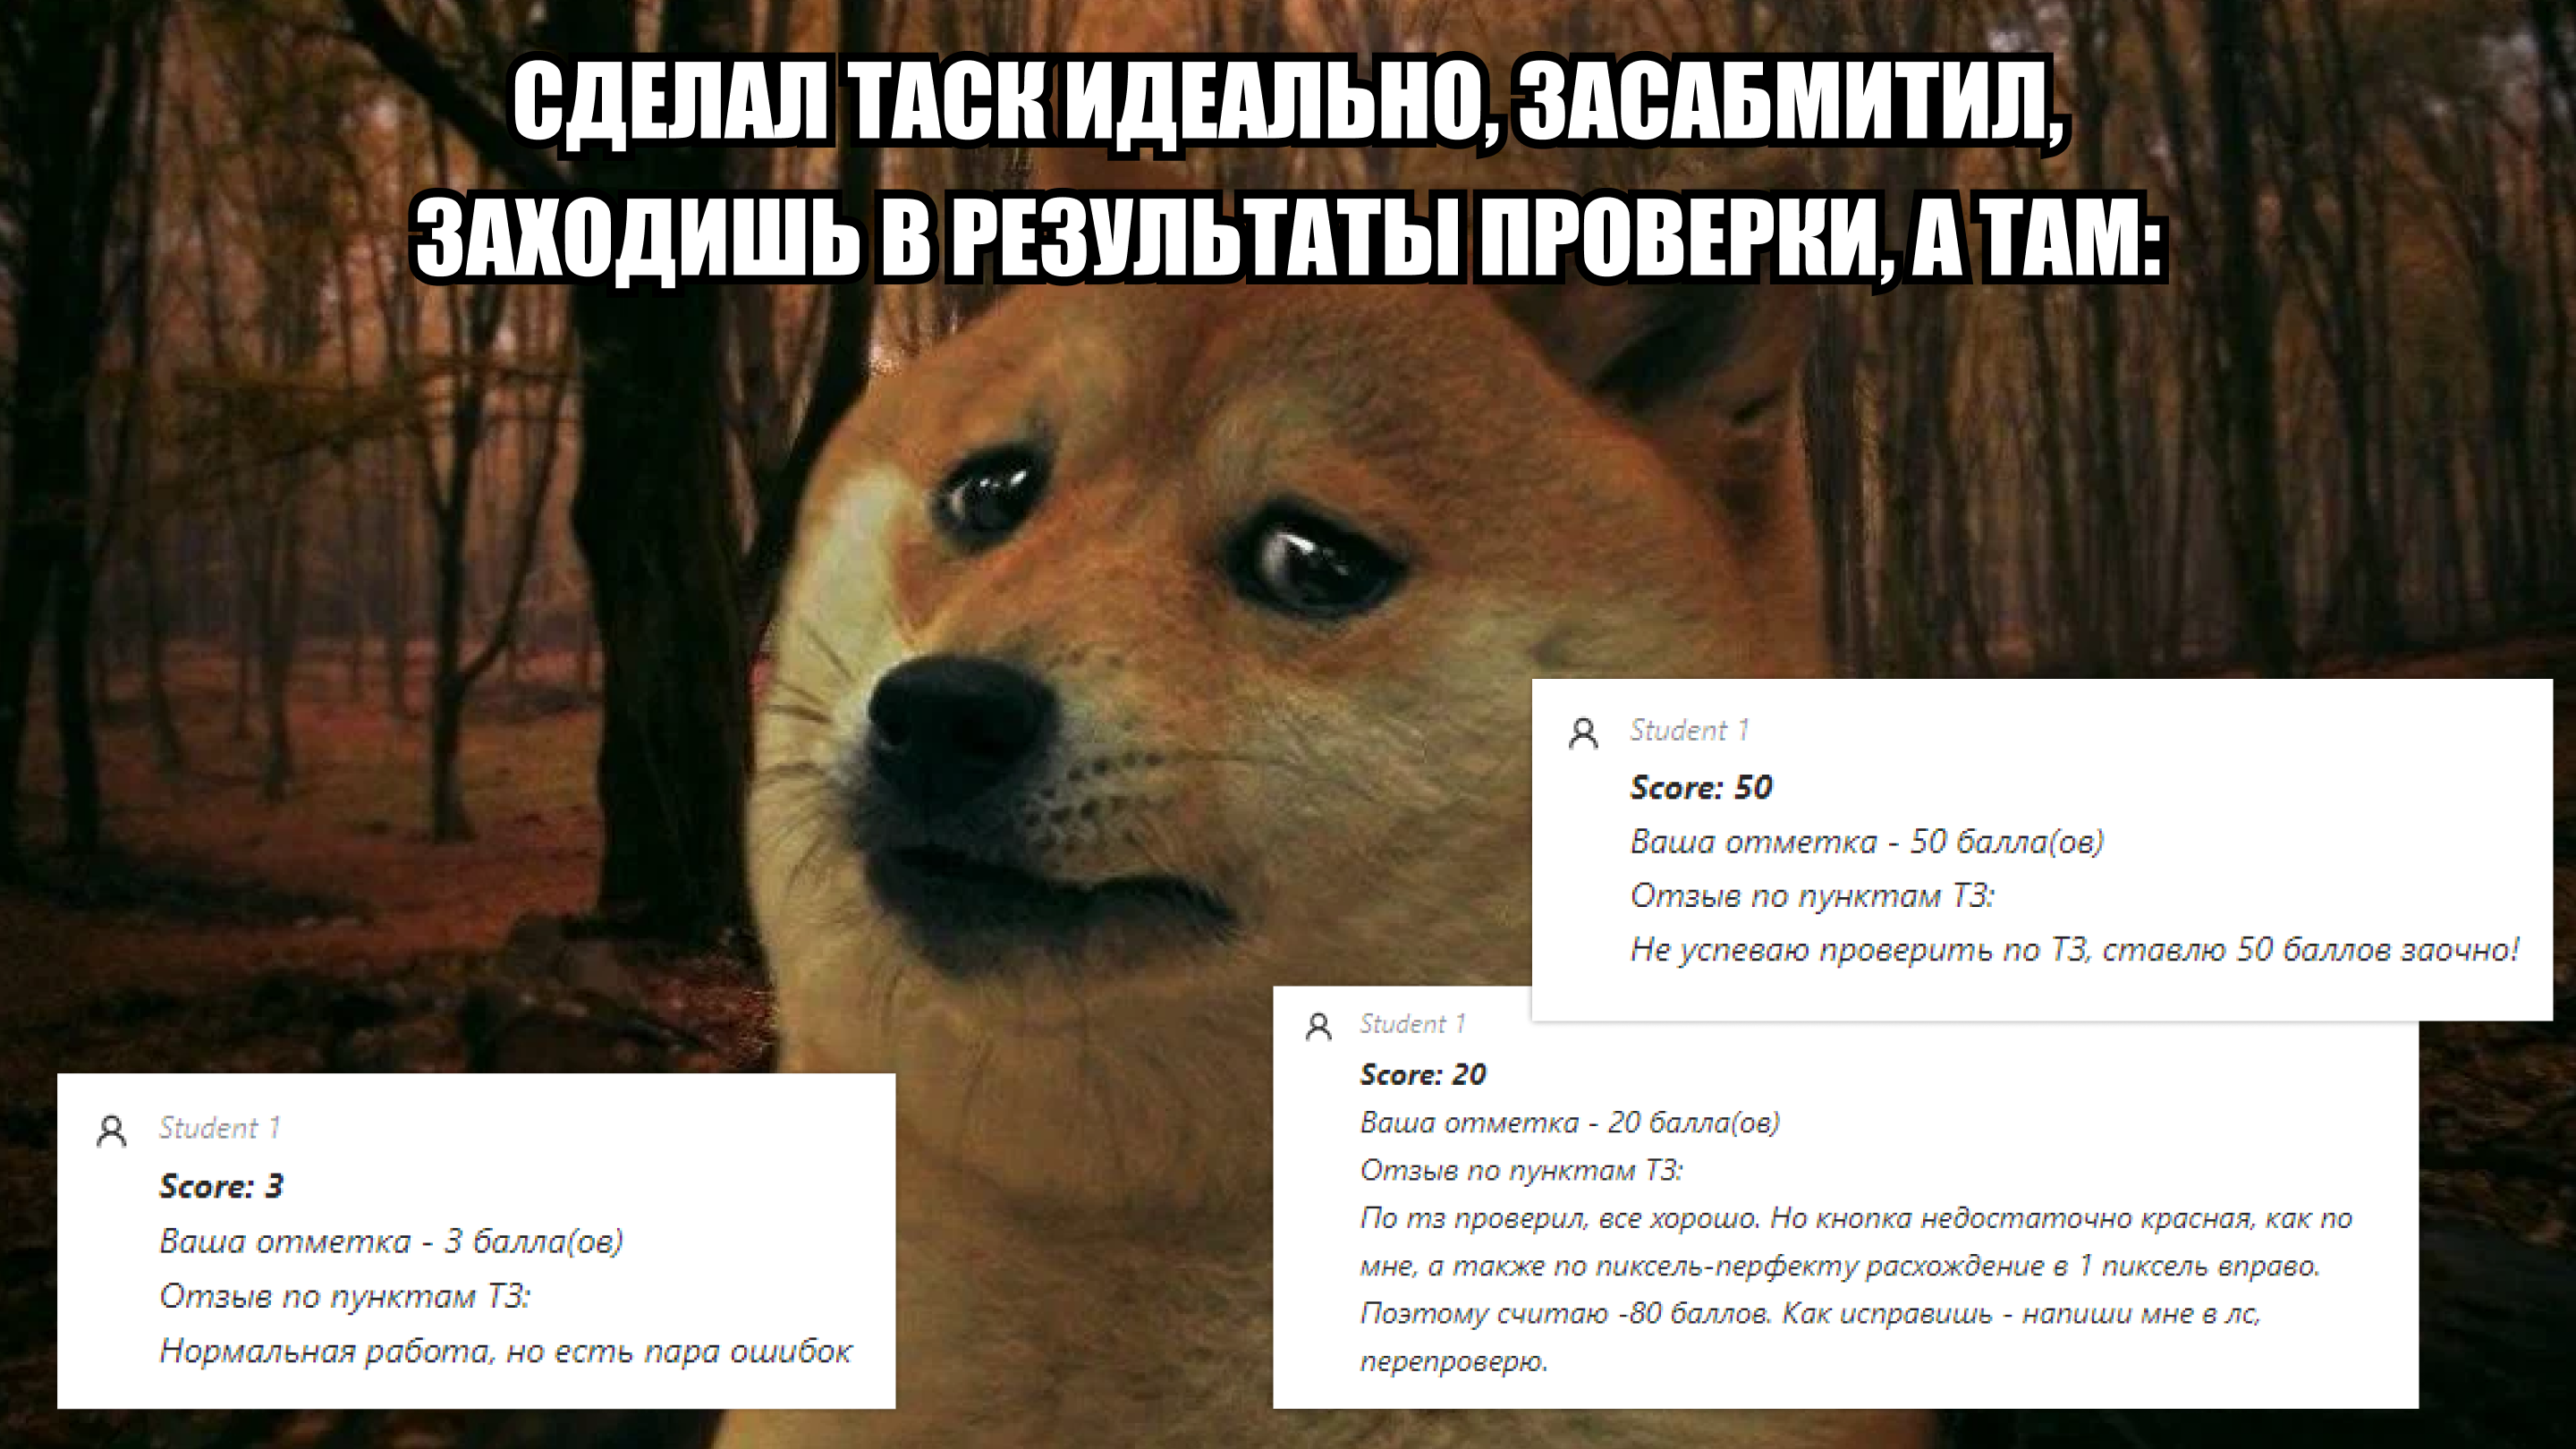 СДЕЛАЛ ТАСК ИДЕАЛЬНО, ЗАСАБМИТИЛ,
ЗАХОДИШЬ В РЕЗУЛЬТАТЫ ПРОВЕРКИ, А ТАМ:
Student 1
Score: 50
Ваша отметка - 50 балла(ов)
Отзыв по пунктам ТЗ:
Не успеваю проверить по ТЗ, ставлю 50 баллов заочно!
Student 1
Score: 20
Ваша отметка - 20 балла(ов)
Отзыв по пунктам ТЗ:
По тз проверил, все хорошо. Но кнопка недостаточно красная, как по
мне, а также по пиксель-перфекту расхождение в 1 пиксель вправо.
Поэтому считаю -80 баллов. Как исправишь - напиши мне в лс,
перепроверю.
Student 1
Score: 3
Ваша отметка - 3 балла(ов)
Отзыв по пунктам ТЗ:
Нормальная работа, но есть пара ошибок